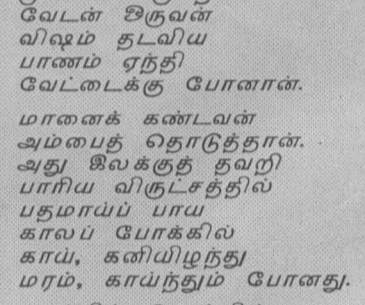 வேடன் ஒருவன்
விஷம் தடவிய
பாணம் ஏந்தி
வேட்டைக்கு போனான்.
மானைக் கண்டவன்
அம்பைத் தொடுத்தான்.
அது இலக்குத் தவறி
பாரிய விருட்சத்தில்
பதமாய்ப் பாய
காலப் போக்கில்
காய், கனியிழந்து
மரம், காய்ந்தும் போனது.